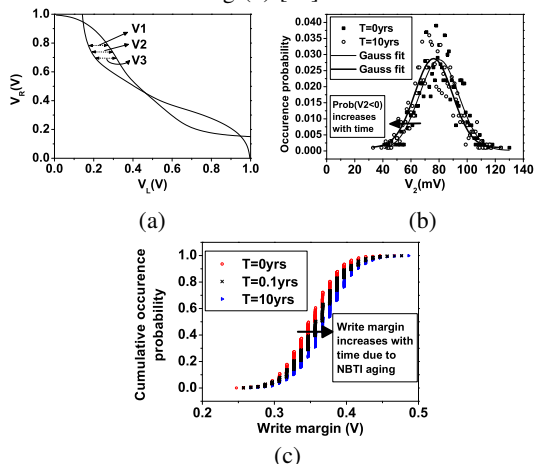 1.0
0.8
0.6
0.4
0.2
0.0
V1
V2
V3
V_R(V)
0.0 0.2 0.4 0.6 0.8 1.0
V_L(V)
(a)
0.040
0.035
0.030
0.025
0.020
0.015
0.010
0.005
0.000
Occurence probability
T=0yrs
T=10yrs
Gauss fit
Gauss fit
Prob(V2<0)
increases
with time
20 40 60 80 100 120 140
V_2(mV)
(b)
1.0
0.8
0.6
0.4
0.2
0.0
Cumulative occurence
probability
T=0yrs
T=0.1yrs
T=10yrs
Write margin
increases with
time due to
NBTI aging
0.2 0.3 0.4 0.5
Write margin (V)
(c)